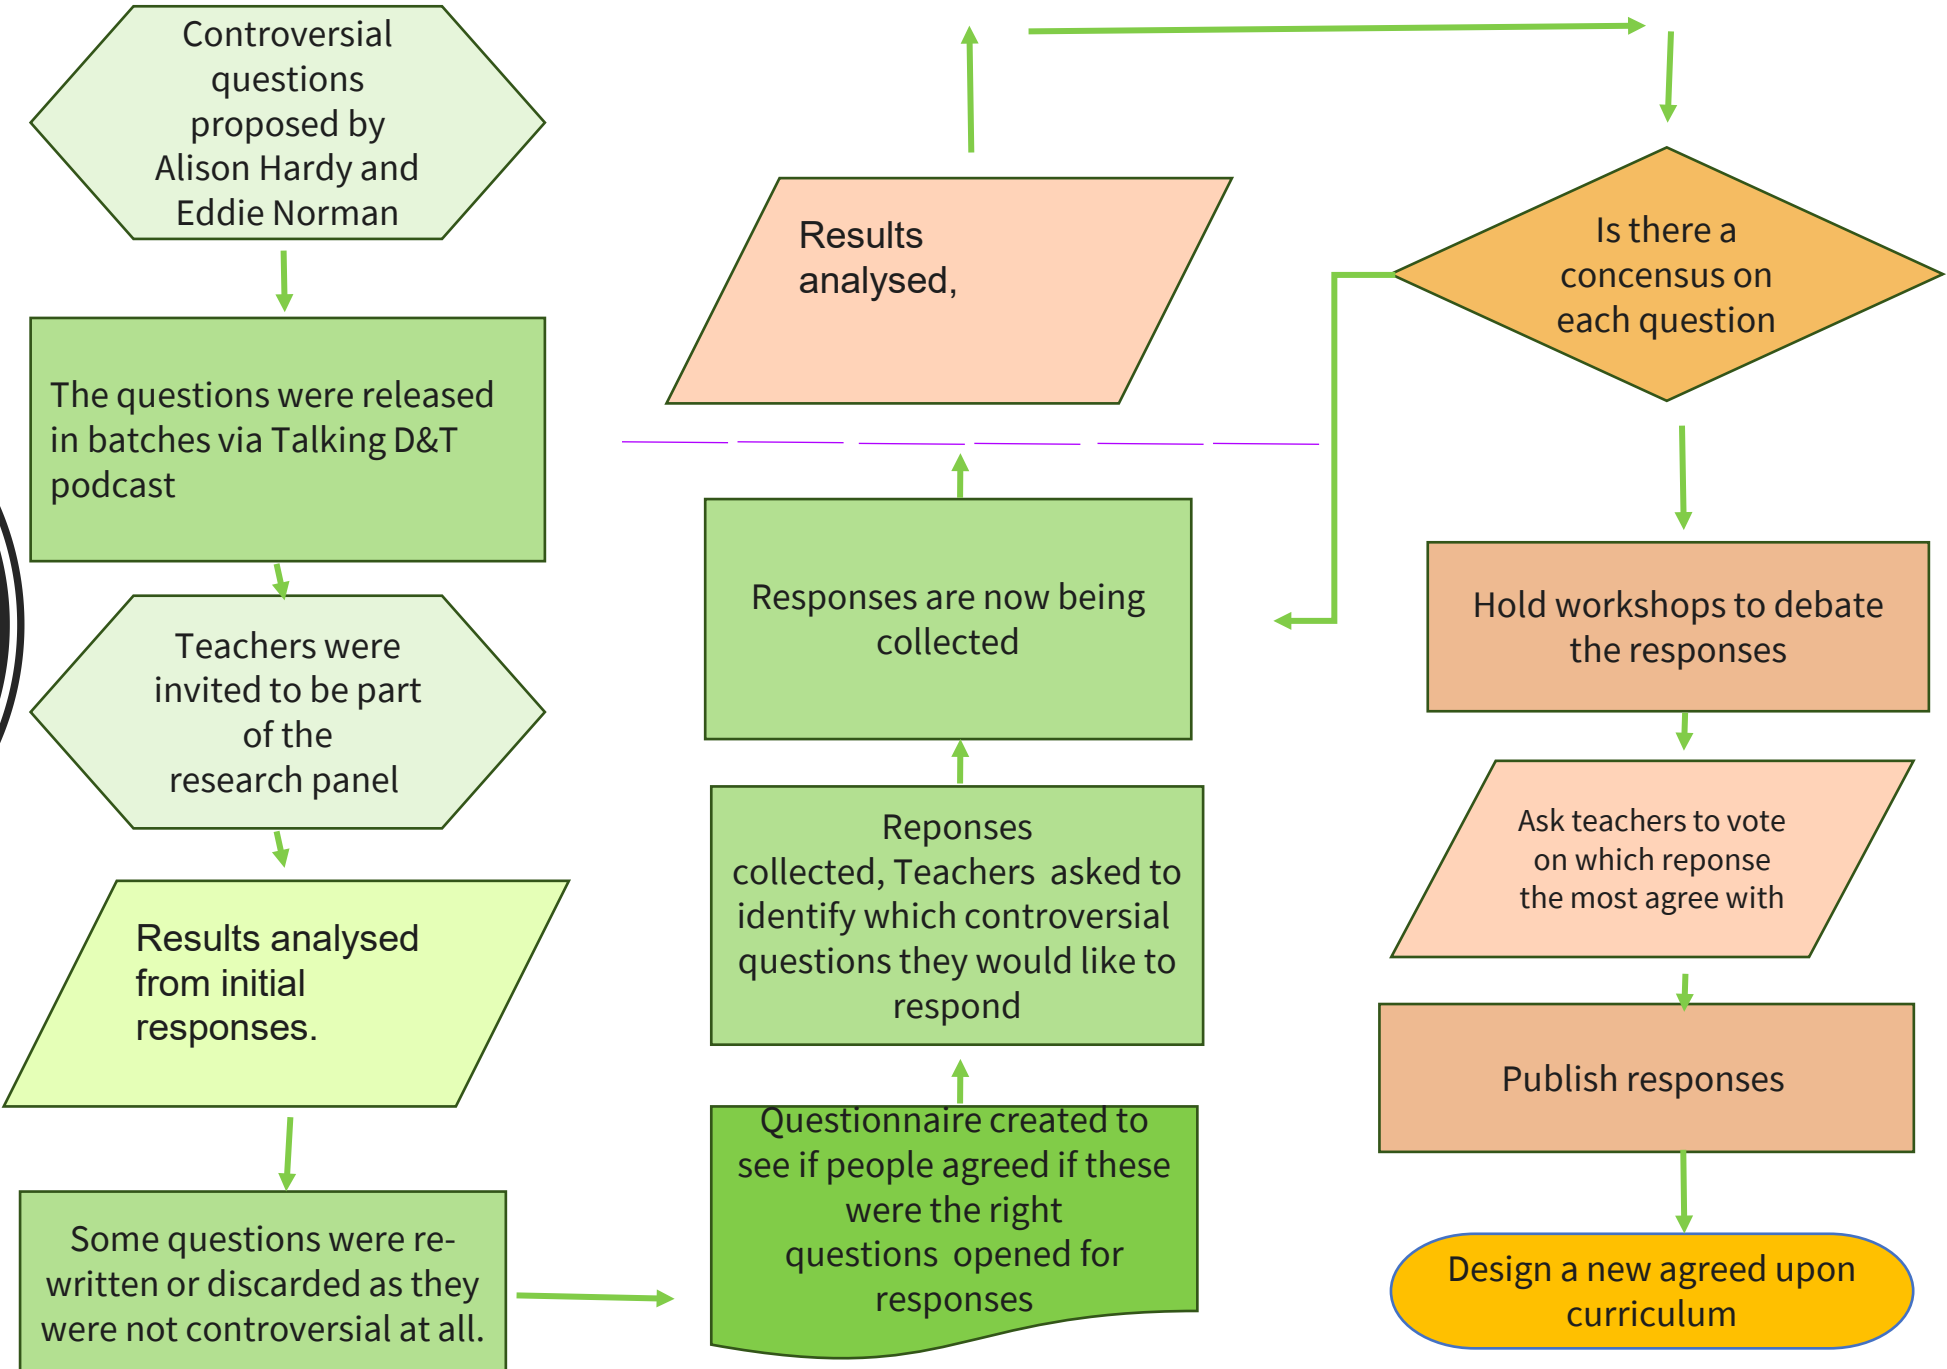 Controversial
questions
proposed by
Alison Hardy and
Eddie Norman
The questions were released
in batches via Talking D&T
podcast
Teachers were
invited to be part
of the
research panel
Results analysed
from initial
responses.
Some questions were re-
written or discarded as they
were not controversial at all.
Questionnaire created to
see if people agreed if these
were the right
questions  opened for
responses
Reponses
collected, Teachers  asked to
identify which controversial
questions they would like to
respond
Responses are now being
collected
Results
analysed,
Is there a
concensus on
each question
Hold workshops to debate
the responses
Ask teachers to vote
on which reponse
the most agree with
Publish responses
Design a new agreed upon
curriculum